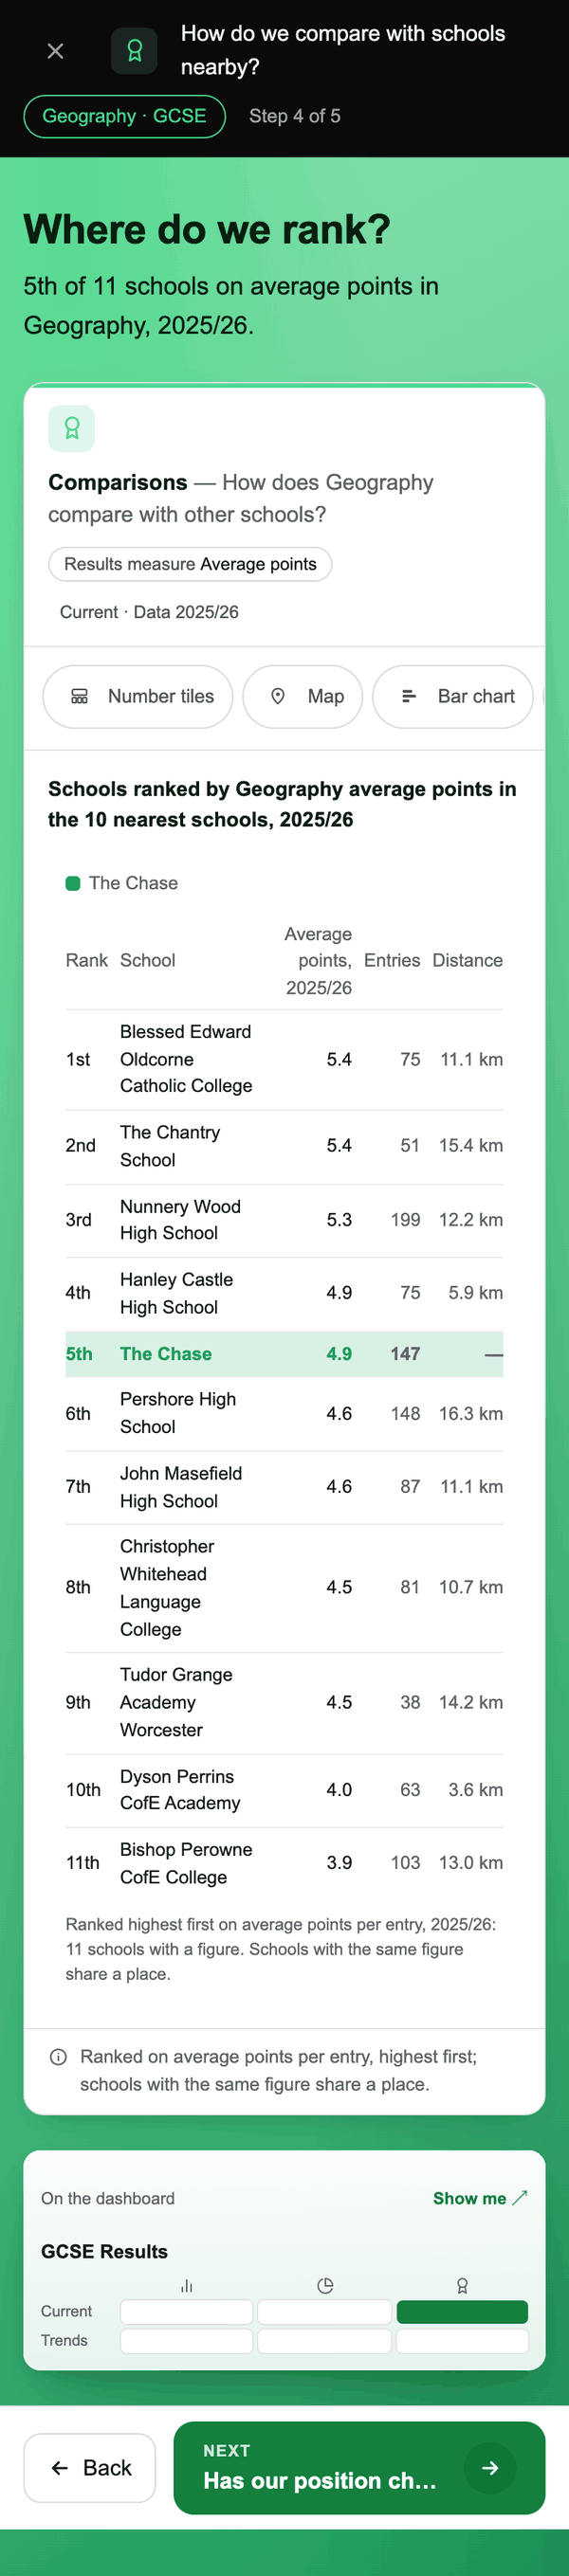 How do we compare with schools
nearby?
Geography · GCSE
Step 4 of 5
Where do we rank?
5th of 11 schools on average points in
Geography, 2025/26.
Comparisons — How does Geography
compare with other schools?
Results measure Average points
Current · Data 2025/26
Number tiles
Map
Bar chart
Schools ranked by Geography average points in
the 10 nearest schools, 2025/26
The Chase
Rank School Average points, 2025/26 Entries Distance
1st Blessed Edward Oldcorne Catholic College 5.4 75 11.1 km
2nd The Chantry School 5.4 51 15.4 km
3rd Nunnery Wood High School 5.3 199 12.2 km
4th Hanley Castle High School 4.9 75 5.9 km
5th The Chase 4.9 147 —
6th Pershore High School 4.6 148 16.3 km
7th John Masefield High School 4.6 87 11.1 km
8th Christopher Whitehead Language College 4.5 81 10.7 km
9th Tudor Grange Academy Worcester 4.5 38 14.2 km
10th Dyson Perrins CofE Academy 4.0 63 3.6 km
11th Bishop Perowne CofE College 3.9 103 13.0 km
Ranked highest first on average points per entry, 2025/26:
11 schools with a figure. Schools with the same figure
share a place.
Ranked on average points per entry, highest first;
schools with the same figure share a place.
On the dashboard
Show me
GCSE Results
Current
Trends
Back
NEXT
Has our position ch...